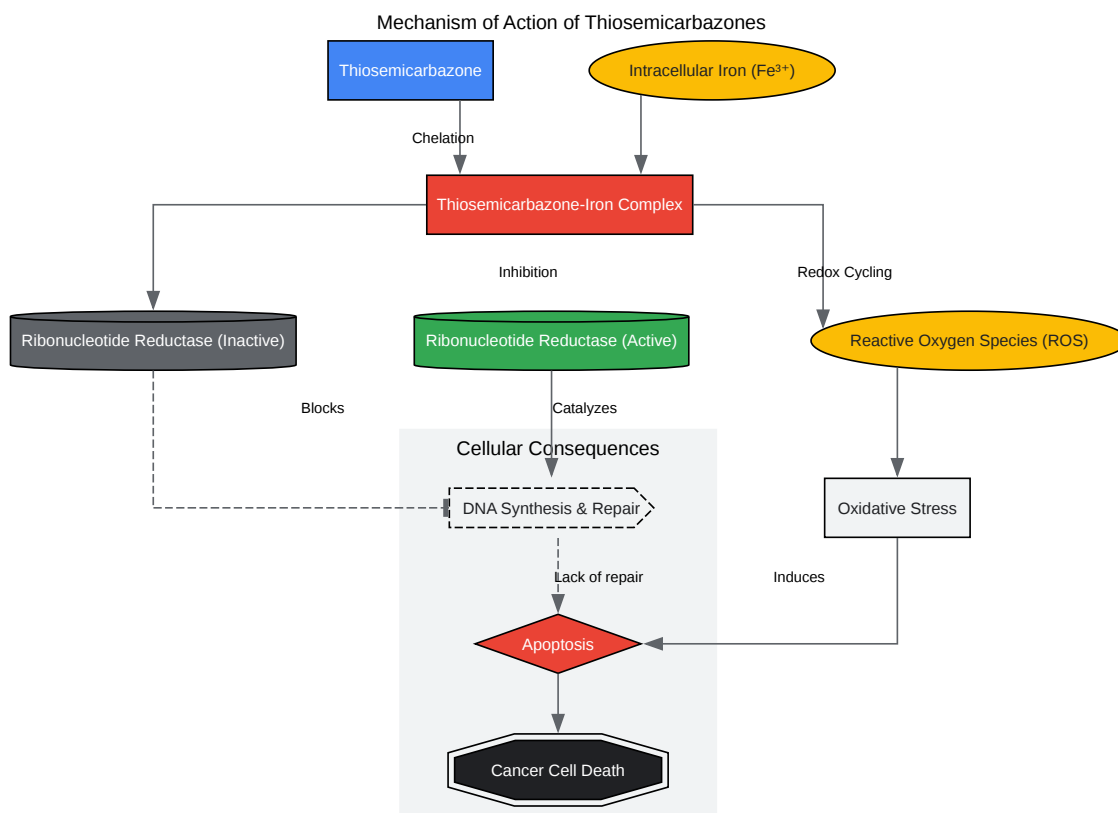 Mechanism of Action of Thiosemicarbazones
Thiosemicarbazone
Intracellular Iron (Fe³⁺)
Chelation
Thiosemicarbazone-Iron Complex
Inhibition
Redox Cycling
Ribonucleotide Reductase (Inactive)
Ribonucleotide Reductase (Active)
Reactive Oxygen Species (ROS)
Blocks
Catalyzes
Cellular Consequences
DNA Synthesis & Repair
Oxidative Stress
Lack of repair
Induces
Apoptosis
Cancer Cell Death